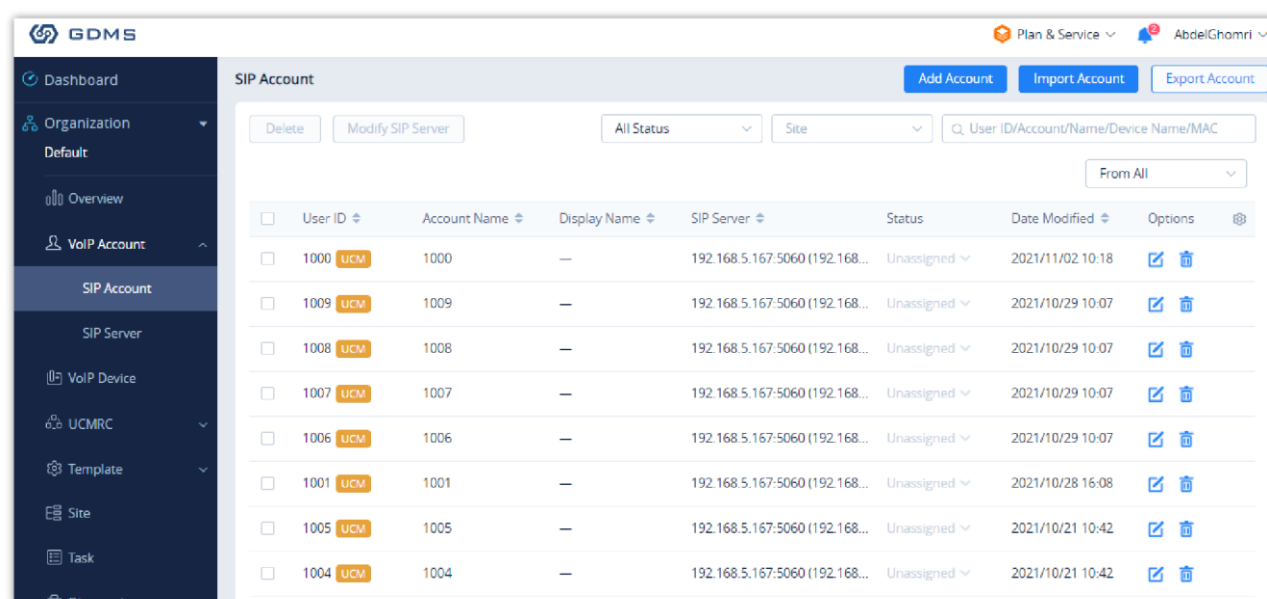 GDMS
Plan & Service
2
AbdelGhomri
Dashboard
Organization
Default
Overview
VoIP Account
SIP Account
SIP Server
VoIP Device
UCMRC
Template
Site
Task
SIP Account
Add Account
Import Account
Export Account
Delete
Modify SIP Server
All Status
Site
User ID/Account/Name/Device Name/MAC
From All
User ID Account Name Display Name SIP Server Status Date Modified Options
1000 UCM 1000 — 192.168.5.167:5060 (192.168... Unassigned 2021/11/02 10:18
1009 UCM 1009 — 192.168.5.167:5060 (192.168... Unassigned 2021/10/29 10:07
1008 UCM 1008 — 192.168.5.167:5060 (192.168... Unassigned 2021/10/29 10:07
1007 UCM 1007 — 192.168.5.167:5060 (192.168... Unassigned 2021/10/29 10:07
1006 UCM 1006 — 192.168.5.167:5060 (192.168... Unassigned 2021/10/29 10:07
1001 UCM 1001 — 192.168.5.167:5060 (192.168... Unassigned 2021/10/28 16:08
1005 UCM 1005 — 192.168.5.167:5060 (192.168... Unassigned 2021/10/21 10:42
1004 UCM 1004 — 192.168.5.167:5060 (192.168... Unassigned 2021/10/21 10:42